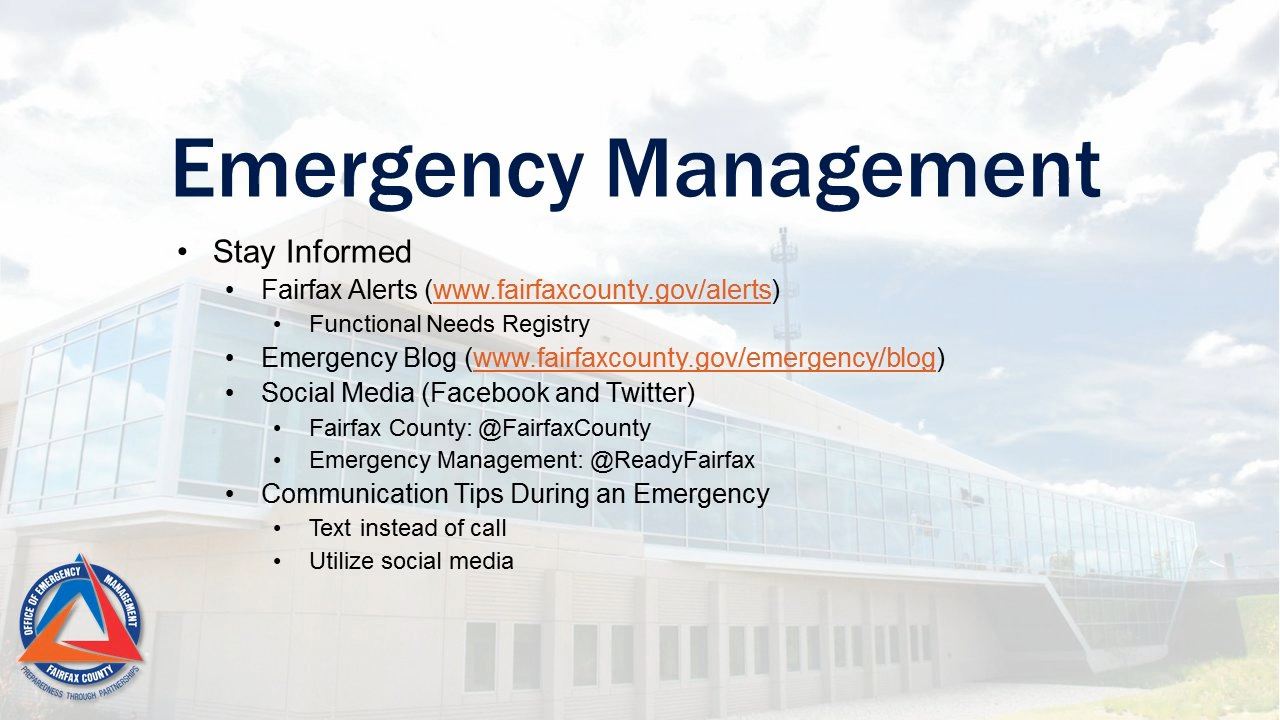 Emergency Management
• Stay Informed
• Fairfax Alerts (www.fairfaxcounty.gov/alerts)
• Functional Needs Registry
• Emergency Blog (www.fairfaxcounty.gov/emergency/blog)
• Social Media (Facebook and Twitter)
• Fairfax County: @FairfaxCounty
• Emergency Management: @ReadyFairfax
• Communication Tips During an Emergency
• Text instead of call
• Utilize social media
OFFICE OF EMERGENCY MANAGEMENT
FAIRFAX COUNTY
PREPAREDNESS THROUGH PARTNERSHIPS